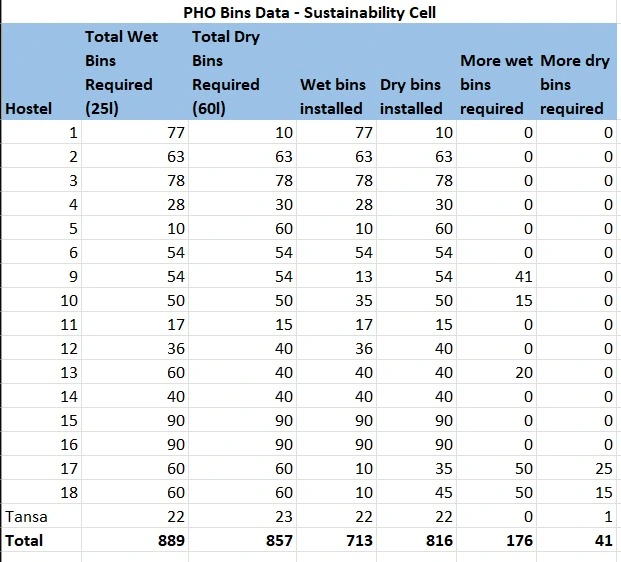 PHO Bins Data - Sustainability Cell
Hostel Total Wet Bins Required (25l) Total Dry Bins Required (60l) Wet bins installed Dry bins installed More wet bins required More dry bins required
1 77 10 77 10 0 0
2 63 63 63 63 0 0
3 78 78 78 78 0 0
4 28 30 28 30 0 0
5 10 60 10 60 0 0
6 54 54 54 54 0 0
9 54 54 13 54 41 0
10 50 50 35 50 15 0
11 17 15 17 15 0 0
12 36 40 36 40 0 0
13 60 40 40 40 20 0
14 40 40 40 40 0 0
15 90 90 90 90 0 0
16 90 90 90 90 0 0
17 60 60 10 35 50 25
18 60 60 10 45 50 15
Tansa 22 23 22 22 0 1
Total 889 857 713 816 176 41